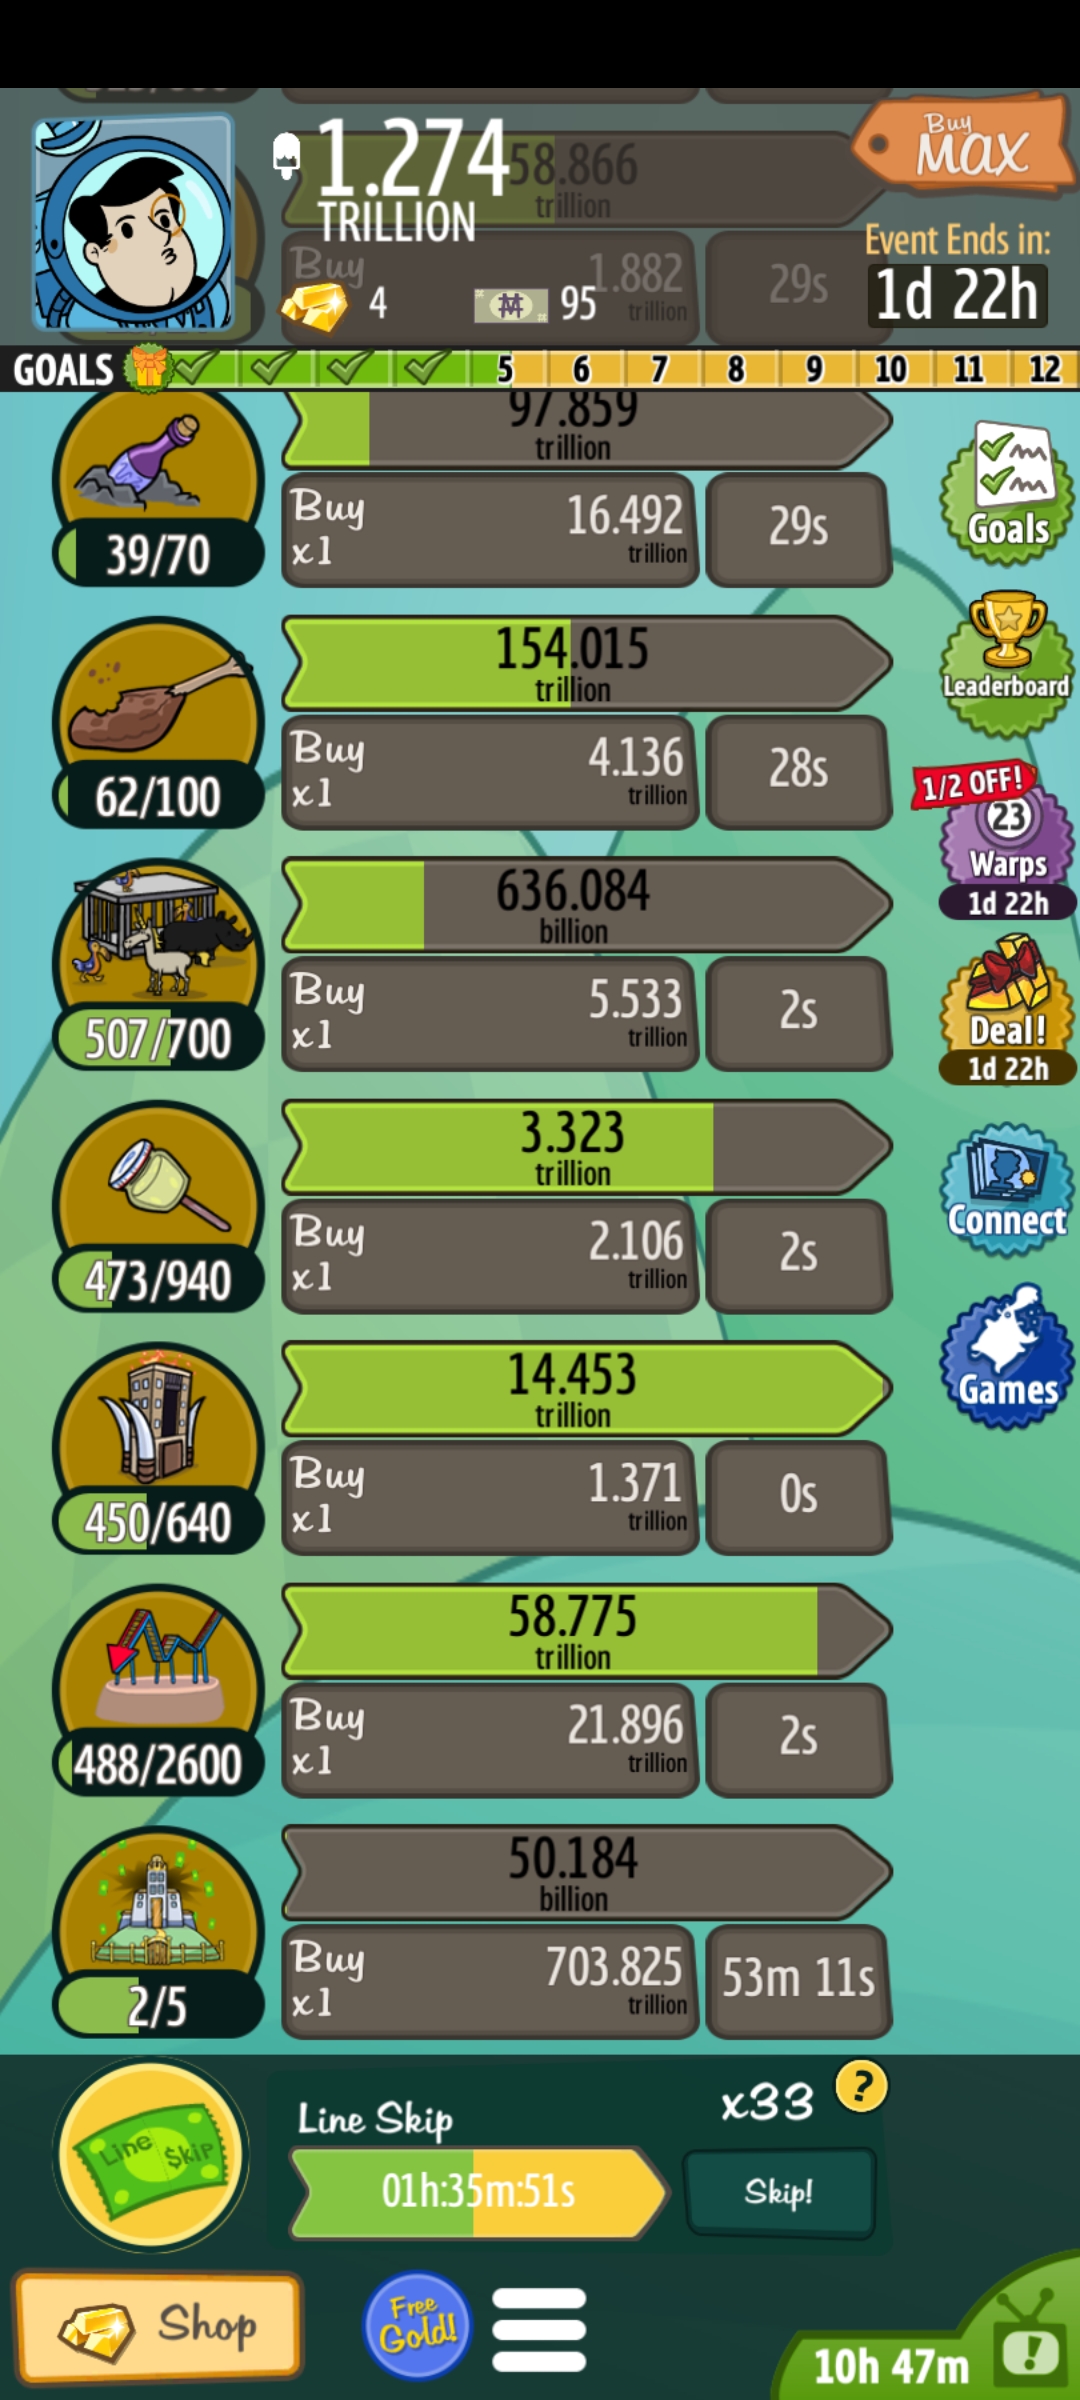 1.274
TRILLION
58.866
trillion
Buy
MAX
Event Ends in:
1d 22h
Buy
1.882
trillion
29s
4
95
GOALS
5 6 7 8 9 10 11 12
97.859
trillion
Buy
x1
16.492
trillion
29s
39/70
Goals
154.015
trillion
Buy
x1
4.136
trillion
28s
62/100
Leaderboard
1/2 OFF!
23
Warps
1d 22h
636.084
billion
Buy
x1
5.533
trillion
2s
507/700
Deal!
1d 22h
3.323
trillion
Buy
x1
2.106
trillion
2s
473/940
Connect
14.453
trillion
Buy
x1
1.371
trillion
0s
450/640
Games
58.775
trillion
Buy
x1
21.896
trillion
2s
488/2600
50.184
billion
Buy
x1
703.825
trillion
53m 11s
2/5
Line $kip
Line Skip
x33
?
01h:35m:51s
Skip!
Shop
Free
Gold!
10h 47m
!